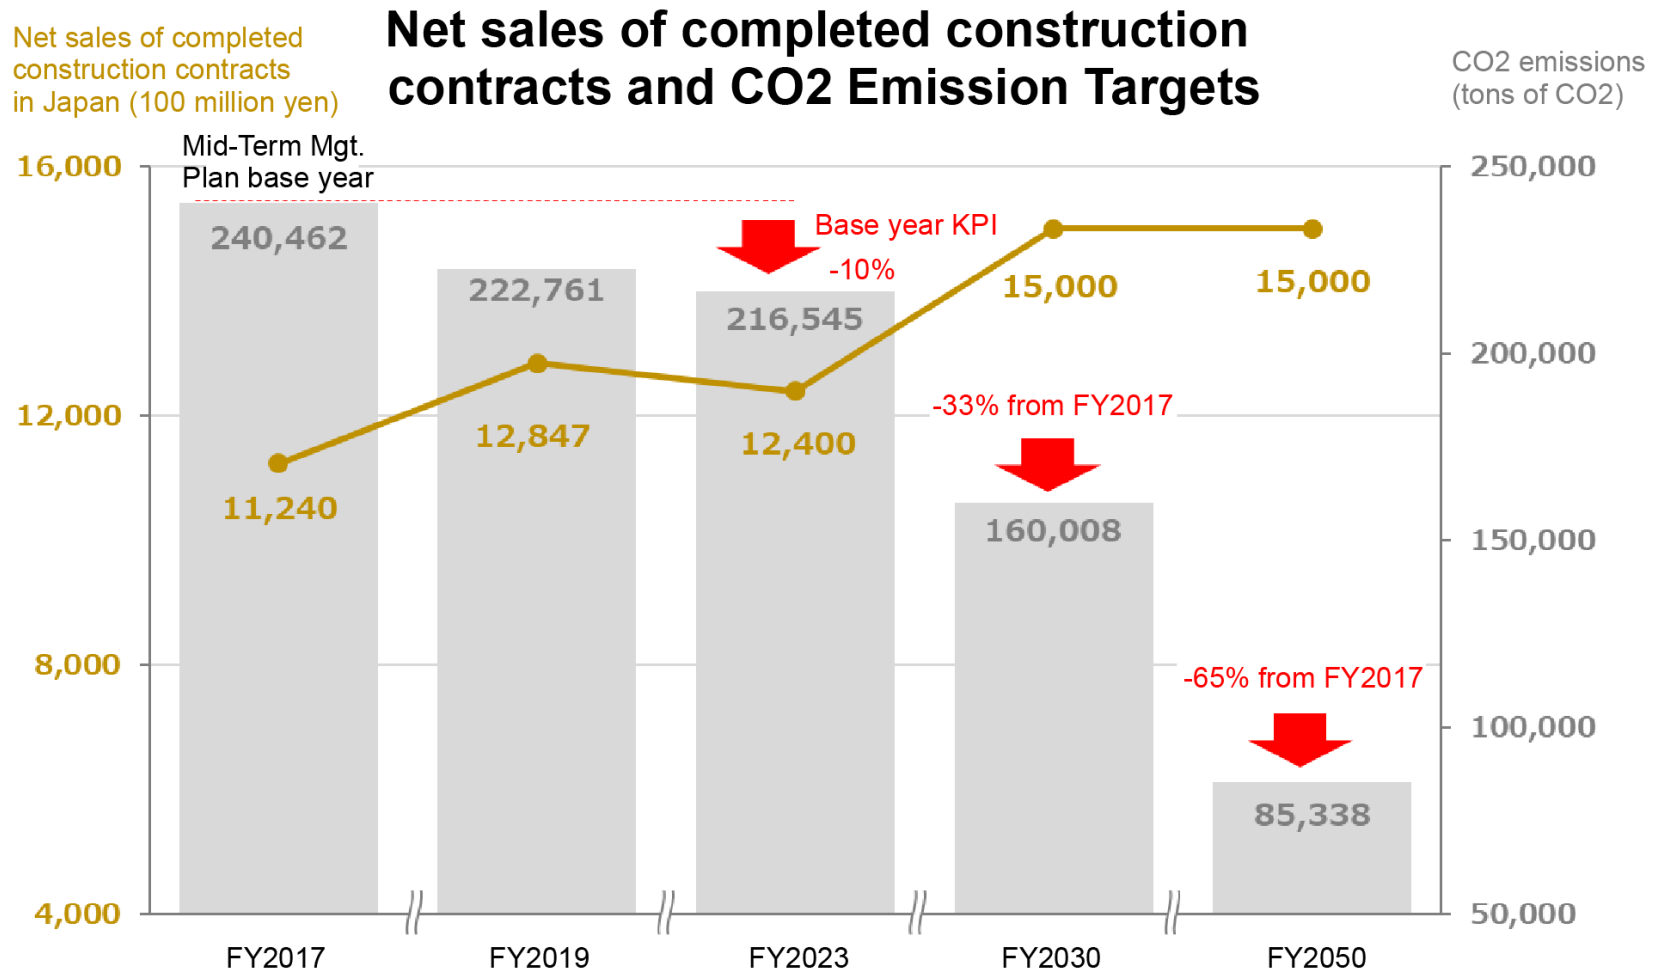 Net sales of completed construction
contracts and CO2 Emission Targets
Net sales of completed
construction contracts
in Japan (100 million yen)
CO2 emissions
(tons of CO2)
Mid-Term Mgt.
Plan base year
16,000
12,000
8,000
4,000
250,000
200,000
150,000
100,000
50,000
240,462
222,761
216,545
160,008
85,338
11,240
12,847
12,400
15,000
15,000
Base year KPI
-10%
-33% from FY2017
-65% from FY2017
FY2017
FY2019
FY2023
FY2030
FY2050